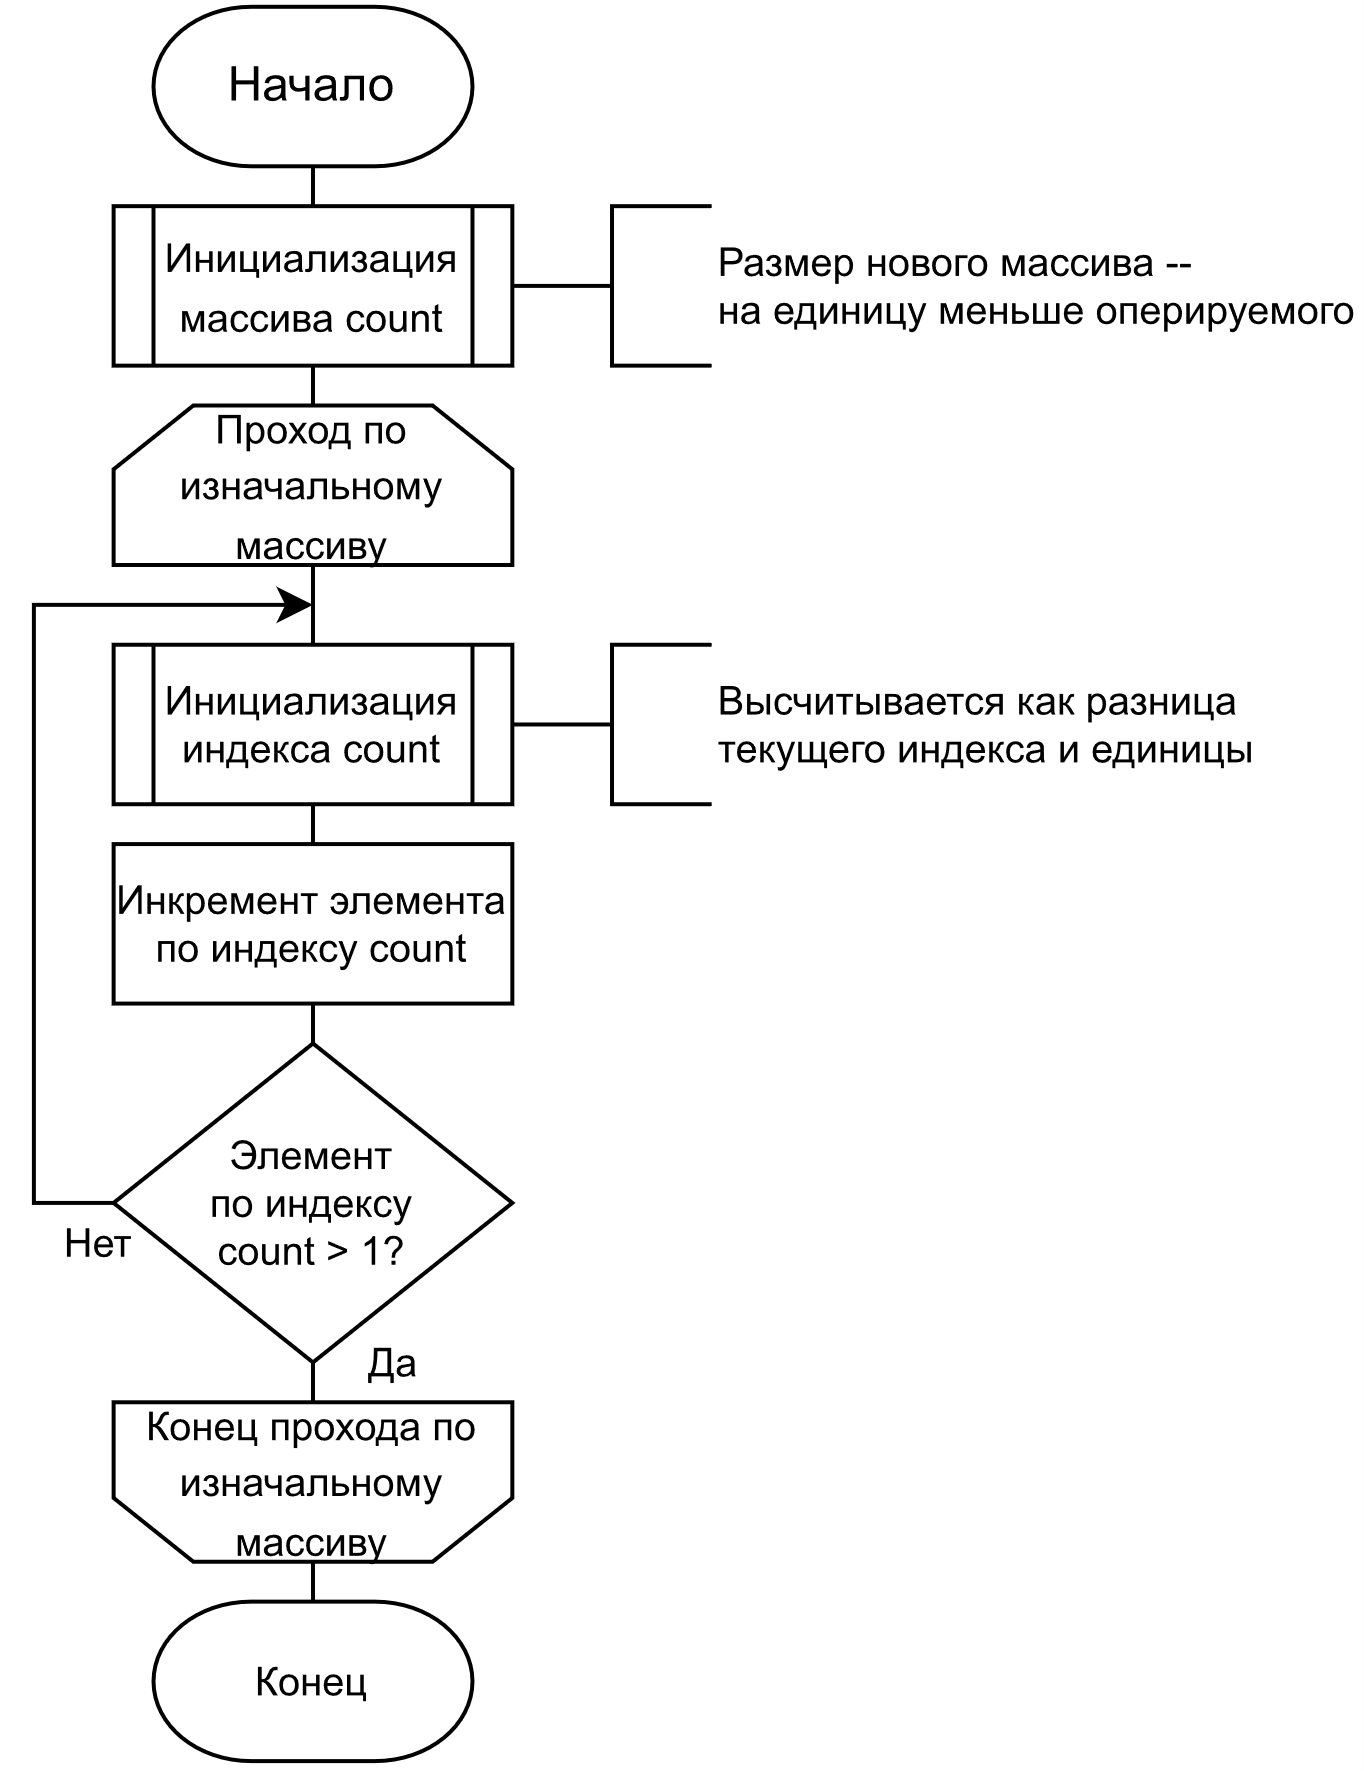 Начало
Инициализация
массива count
Размер нового массива --
на единицу меньше оперируемого
Проход по
изначальному
массиву
Инициализация
индекса count
Высчитывается как разница
текущего индекса и единицы
Инкремент элемента
по индексу count
Элемент
по индексу
count > 1?
Нет
Да
Конец прохода по
изначальному
массиву
Конец